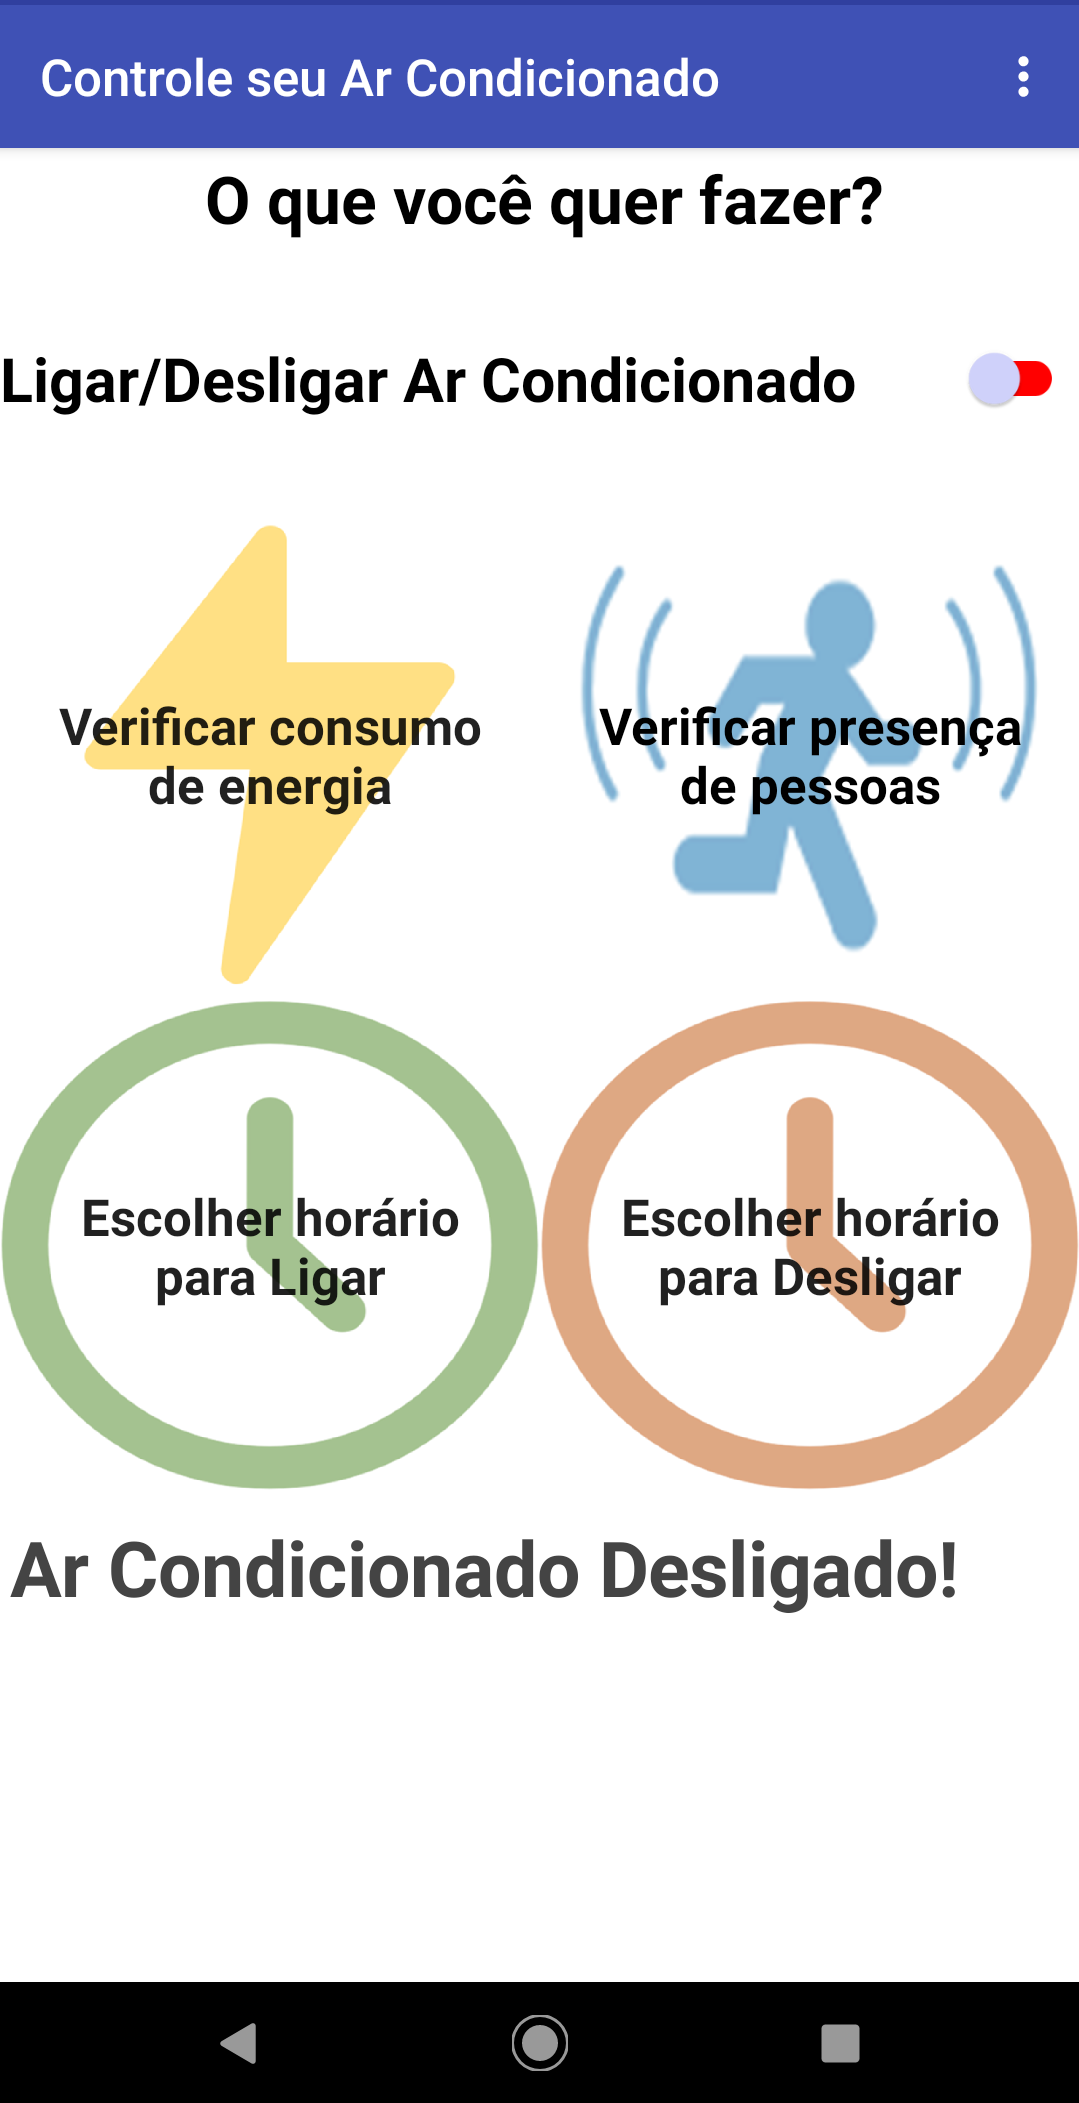 Controle seu Ar Condicionado
O que você quer fazer?
Ligar/Desligar Ar Condicionado
Verificar consumo
de energia
Verificar presença
de pessoas
Escolher horário
para Ligar
Escolher horário
para Desligar
Ar Condicionado Desligado!